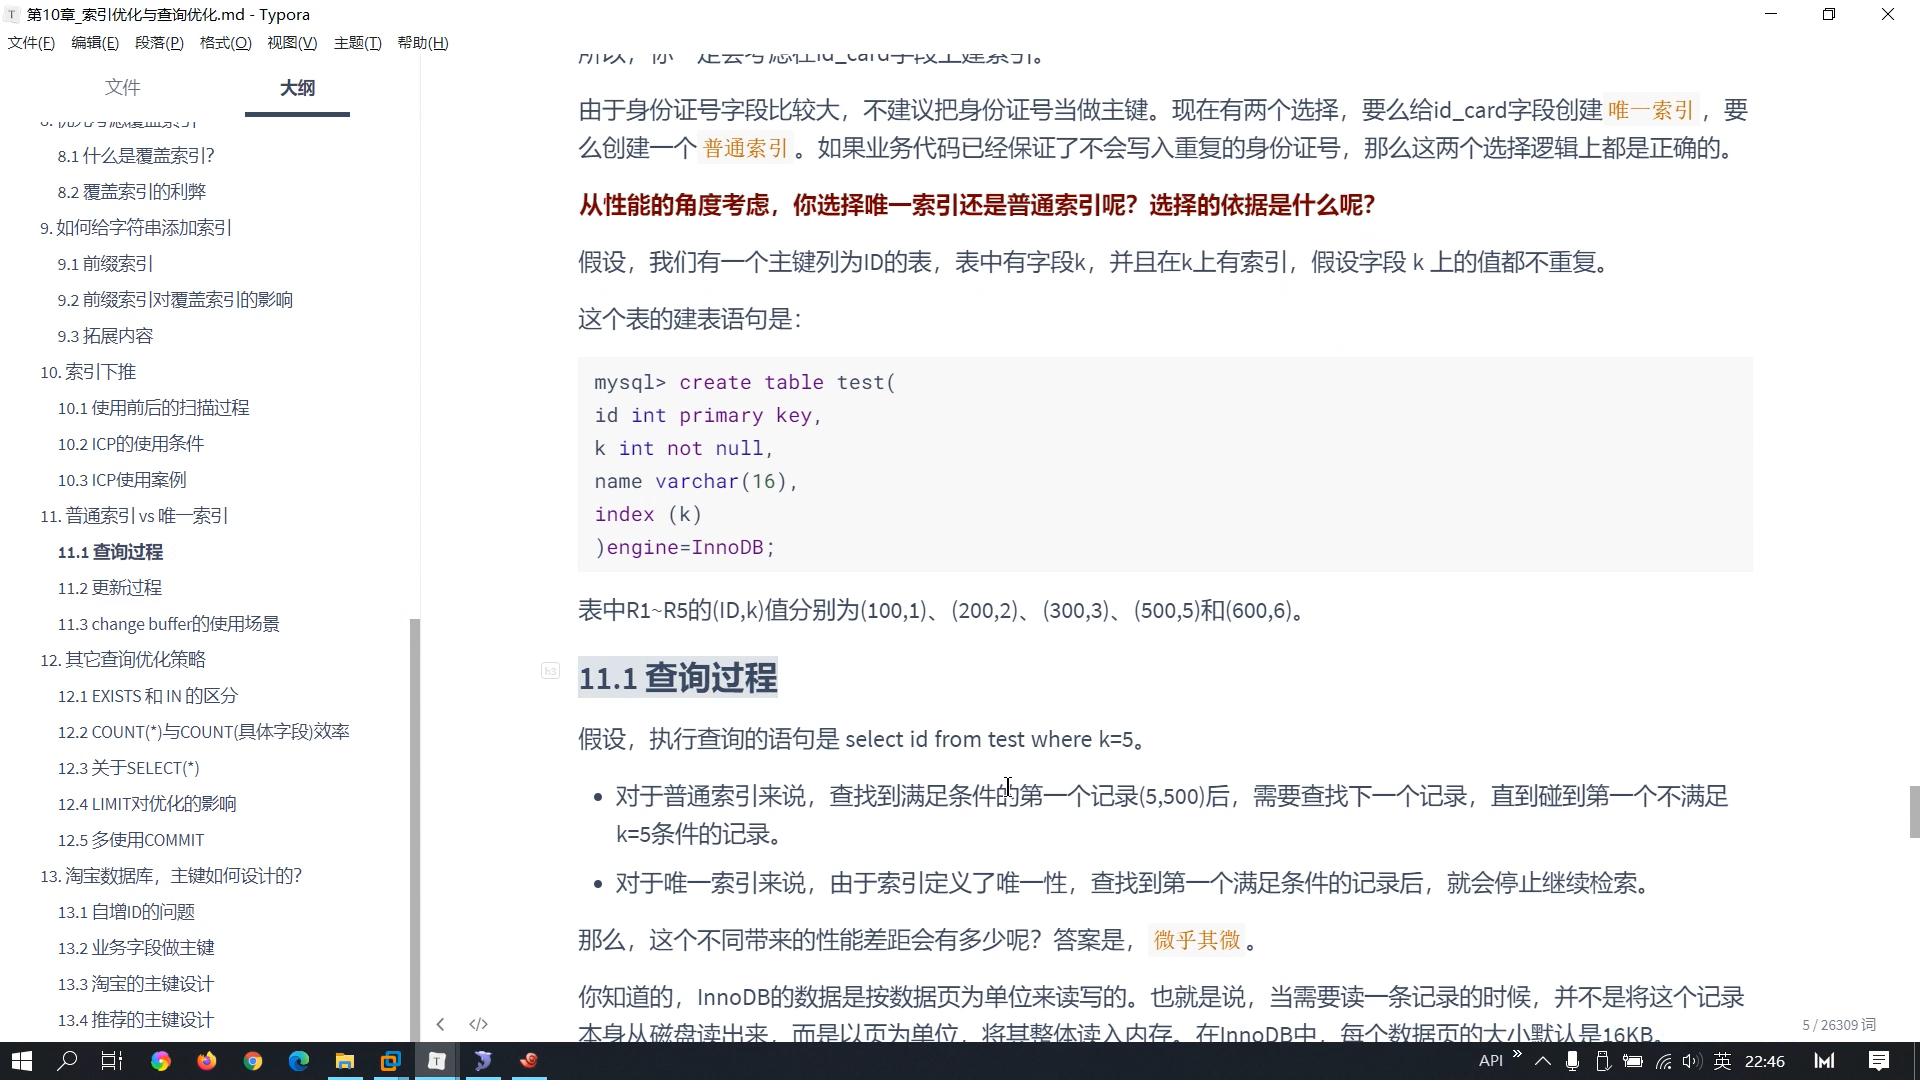 第10章_索引优化与查询优化.md - Typora
文件(F) 编辑(E) 段落(P) 格式(O) 视图(V) 主题(T) 帮助(H)
文件 大纲
8. 优先考虑覆盖索引
8.1 什么是覆盖索引?
8.2 覆盖索引的利弊
9. 如何给字符串添加索引
9.1 前缀索引
9.2 前缀索引对覆盖索引的影响
9.3 拓展内容
10. 索引下推
10.1 使用前后的扫描过程
10.2 ICP的使用条件
10.3 ICP使用案例
11. 普通索引 vs 唯一索引
11.1 查询过程
11.2 更新过程
11.3 change buffer的使用场景
12. 其它查询优化策略
12.1 EXISTS 和 IN 的区分
12.2 COUNT(*)与COUNT(具体字段)效率
12.3 关于SELECT(*)
12.4 LIMIT对优化的影响
12.5 多使用COMMIT
13. 淘宝数据库，主键如何设计的?
13.1 自增ID的问题
13.2 业务字段做主键
13.3 淘宝的主键设计
13.4 推荐的主键设计
所以，你一定会考虑在id_card字段上建索引。
由于身份证号字段比较大，不建议把身份证号当做主键。现在有两个选择，要么给id_card字段创建 唯一索引 ，要
么创建一个 普通索引 。如果业务代码已经保证了不会写入重复的身份证号，那么这两个选择逻辑上都是正确的。
从性能的角度考虑，你选择唯一索引还是普通索引呢？选择的依据是什么呢？
假设，我们有一个主键列为ID的表，表中有字段k，并且在k上有索引，假设字段 k 上的值都不重复。
这个表的建表语句是：
mysql> create table test(
id int primary key,
k int not null,
name varchar(16),
index (k)
)engine=InnoDB;
表中R1~R5的(ID,k)值分别为(100,1)、(200,2)、(300,3)、(500,5)和(600,6)。
h3
11.1 查询过程
假设，执行查询的语句是 select id from test where k=5。
对于普通索引来说，查找到满足条件的第一个记录(5,500)后，需要查找下一个记录，直到碰到第一个不满足
k=5条件的记录。
对于唯一索引来说，由于索引定义了唯一性，查找到第一个满足条件的记录后，就会停止继续检索。
那么，这个不同带来的性能差距会有多少呢？答案是， 微乎其微 。
你知道的，InnoDB的数据是按数据页为单位来读写的。也就是说，当需要读一条记录的时候，并不是将这个记录
本身从磁盘读出来，而是以页为单位，将其整体读入内存。在InnoDB中，每个数据页的大小默认是16KB。
5 / 26309 词
API 英 22:46